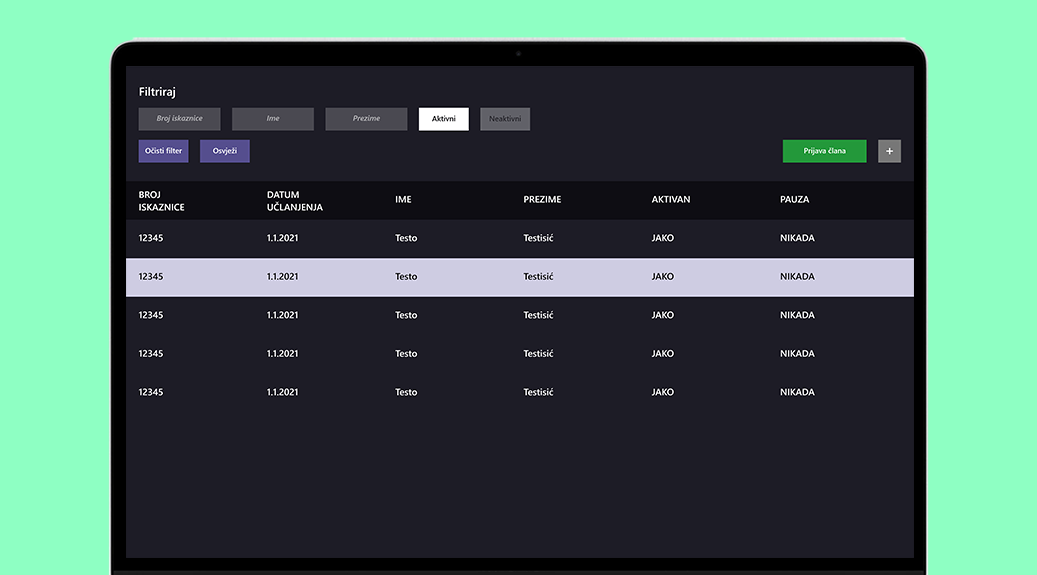 Filtriraj
Broj iskaznice Ime Prezime Aktivni Neaktivni
Očisti filter Osvježi Prijava člana +
BROJ ISKAZNICE DATUM UČLANJENJA IME PREZIME AKTIVAN PAUZA
12345 1.1.2021 Testo Testisić JAKO NIKADA
12345 1.1.2021 Testo Testisić JAKO NIKADA
12345 1.1.2021 Testo Testisić JAKO NIKADA
12345 1.1.2021 Testo Testisić JAKO NIKADA
12345 1.1.2021 Testo Testisić JAKO NIKADA